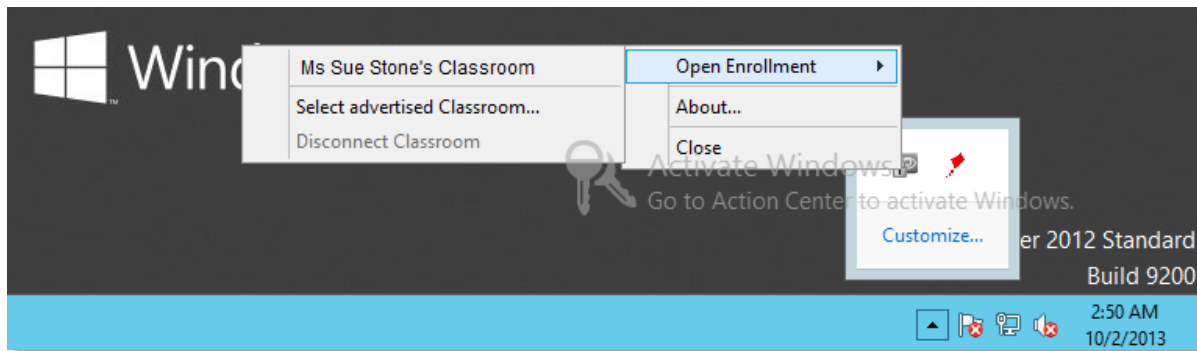 Ms Sue Stone's Classroom
Select advertised Classroom...
Disconnect Classroom
Open Enrollment
About...
Close
Activate Windows
Go to Action Center to activate Windows.
Customize...
2012 Standard
Build 9200
2:50 AM
10/2/2013